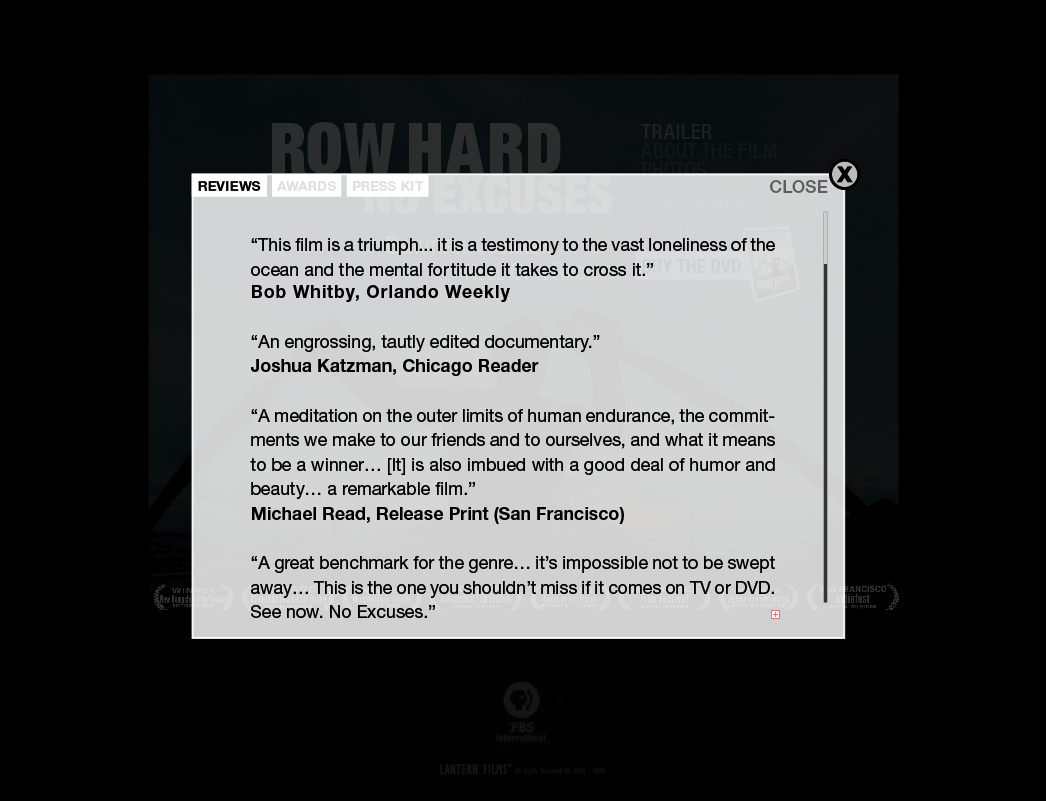 ROW HARD
NO EXCUSES
TRAILER
ABOUT THE FILM
PHOTOS
REVIEWS
AWARDS
PRESS KIT
CLOSE X
BUY THE DVD
“This film is a triumph... it is a testimony to the vast loneliness of the
ocean and the mental fortitude it takes to cross it.”
Bob Whitby, Orlando Weekly
“An engrossing, tautly edited documentary.”
Joshua Katzman, Chicago Reader
“A meditation on the outer limits of human endurance, the commit-
ments we make to our friends and to ourselves, and what it means
to be a winner… [It] is also imbued with a good deal of humor and
beauty… a remarkable film.”
Michael Read, Release Print (San Francisco)
“A great benchmark for the genre… it’s impossible not to be swept
away… This is the one you shouldn’t miss if it comes on TV or DVD.
See now. No Excuses.”
WINNER
SAN FRANCISCO
PBS
International
LANTERN FILMS